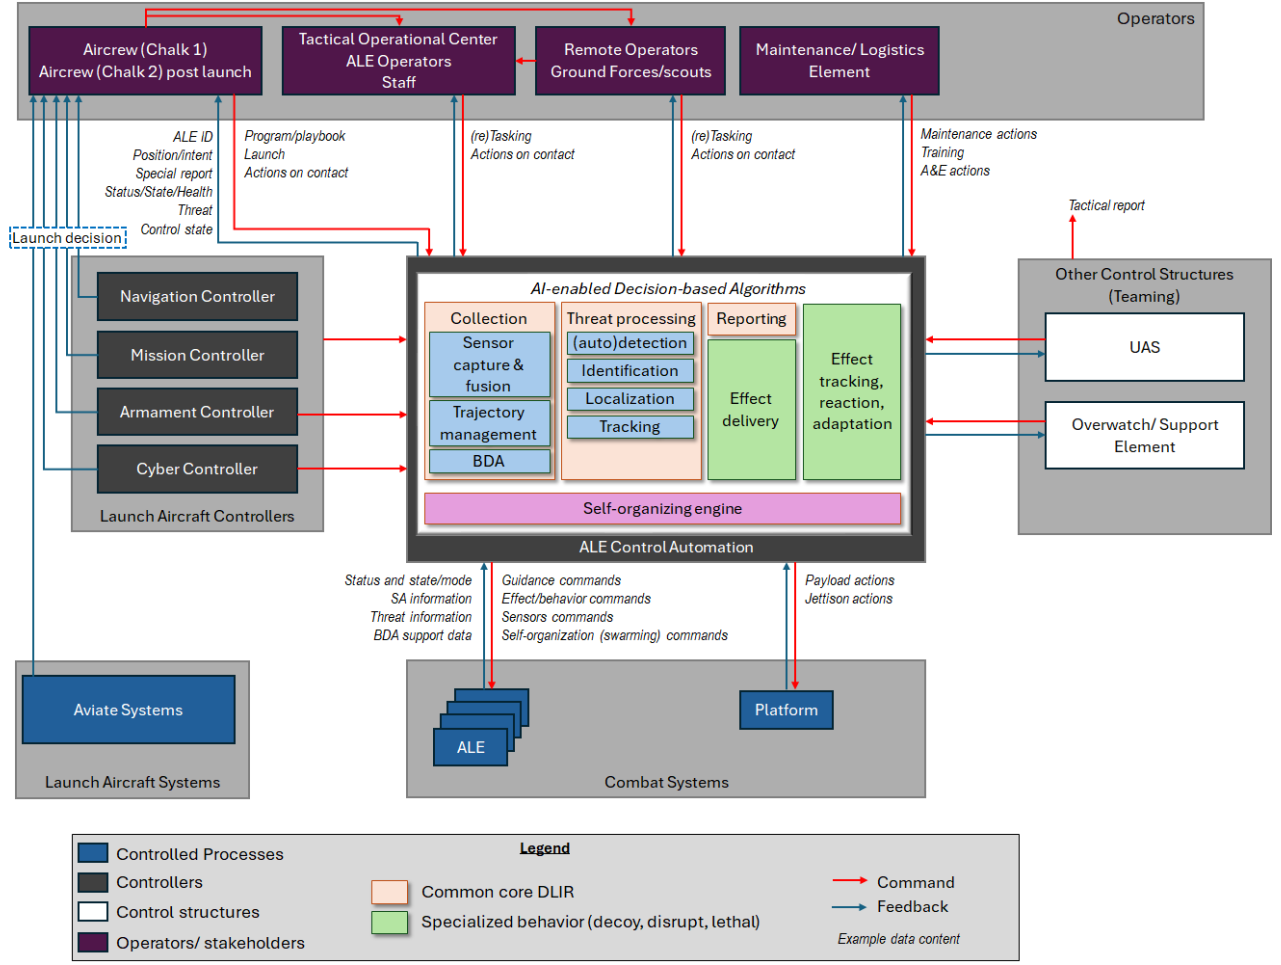 Operators
Aircrew (Chalk 1)
Aircrew (Chalk 2) post launch
Tactical Operational Center
ALE Operators
Staff
Remote Operators
Ground Forces/scouts
Maintenance/ Logistics
Element
ALE ID
Position/intent
Special report
Status/State/Health
Threat
Control state
Program/playbook
Launch
Actions on contact
(re)Tasking
Actions on contact
(re)Tasking
Actions on contact
Maintenance actions
Training
A&E actions
Tactical report
Launch decision
Navigation Controller
Mission Controller
Armament Controller
Cyber Controller
Launch Aircraft Controllers
AI-enabled Decision-based Algorithms
Collection
Sensor
capture &
fusion
Trajectory
management
BDA
Threat processing
(auto)detection
Identification
Localization
Tracking
Reporting
Effect
delivery
Effect
tracking,
reaction,
adaptation
Self-organizing engine
ALE Control Automation
Other Control Structures
(Teaming)
UAS
Overwatch/ Support
Element
Status and state/mode
SA information
Threat information
BDA support data
Guidance commands
Effect/behavior commands
Sensors commands
Self-organization (swarming) commands
Payload actions
Jettison actions
Aviate Systems
Launch Aircraft Systems
ALE
Platform
Combat Systems
Legend
Controlled Processes
Controllers
Control structures
Operators/ stakeholders
Common core DLIR
Specialized behavior (decoy, disrupt, lethal)
Command
Feedback
Example data content